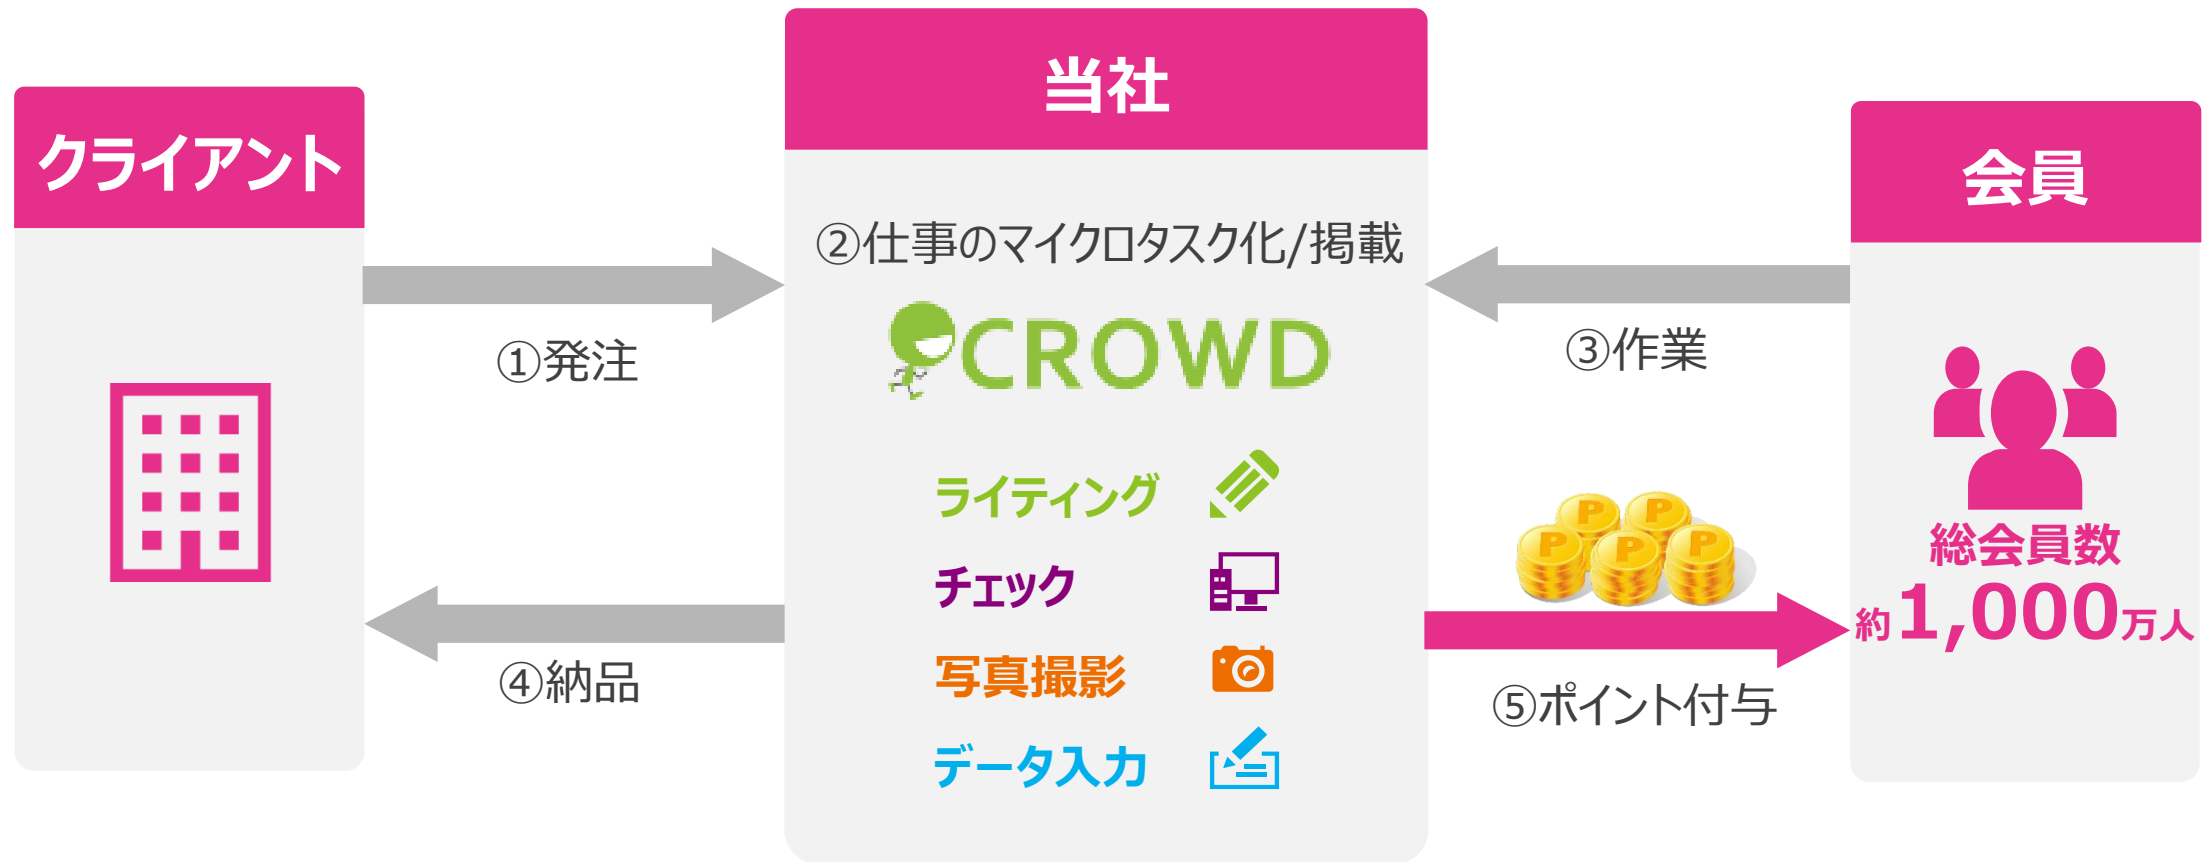 クライアント
①発注
④納品
当社
②仕事のマイクロタスク化/掲載
CROWD
ライティング
チェック
写真撮影
データ入力
③作業
P P P P P
⑤ポイント付与
会員
総会員数
約1,000万人